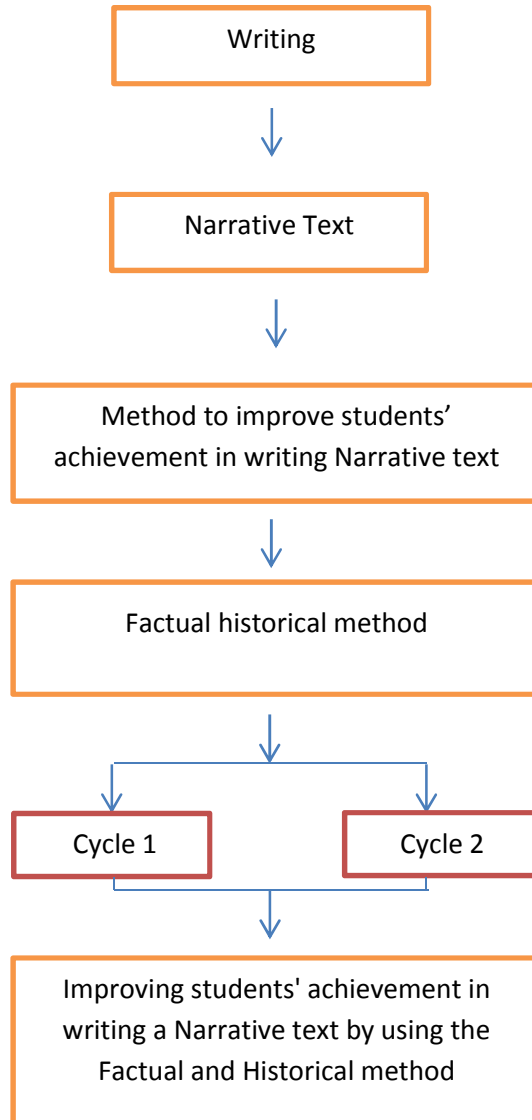 Writing
Narrative Text
Method to improve students’
achievement in writing Narrative text
Factual historical method
Cycle 1
Cycle 2
Improving students' achievement in
writing a Narrative text by using the
Factual and Historical method